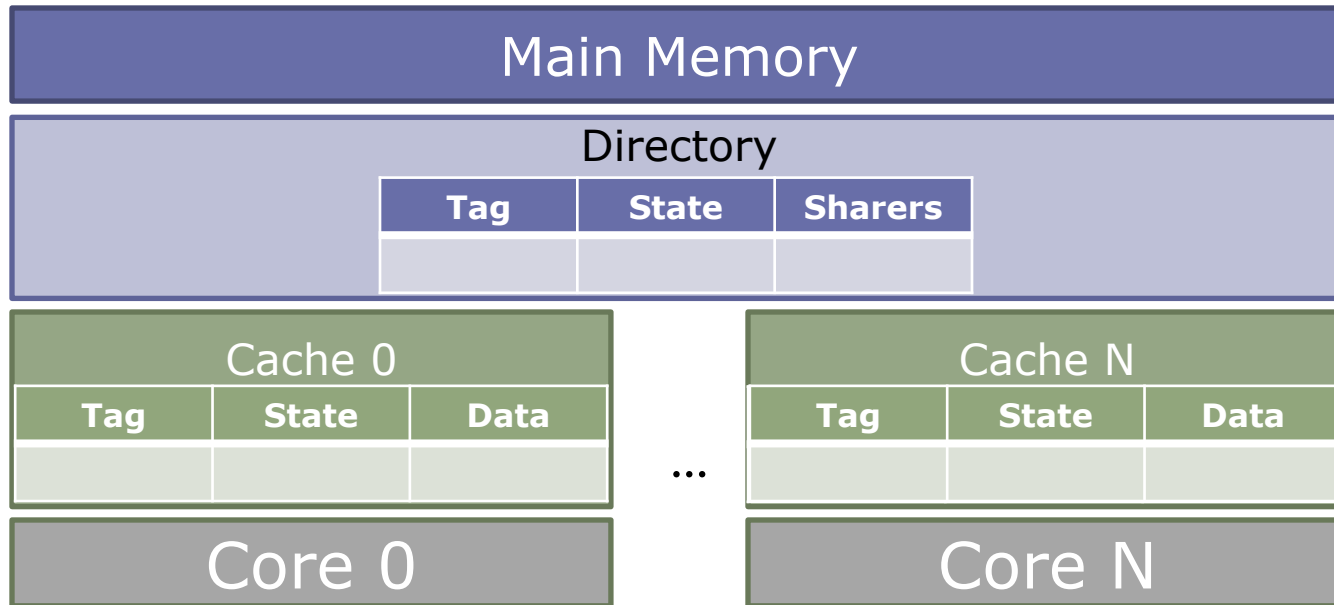 Main Memory
Directory
Tag State Sharers
Cache 0
Tag State Data
...
Cache N
Tag State Data
Core 0
Core N